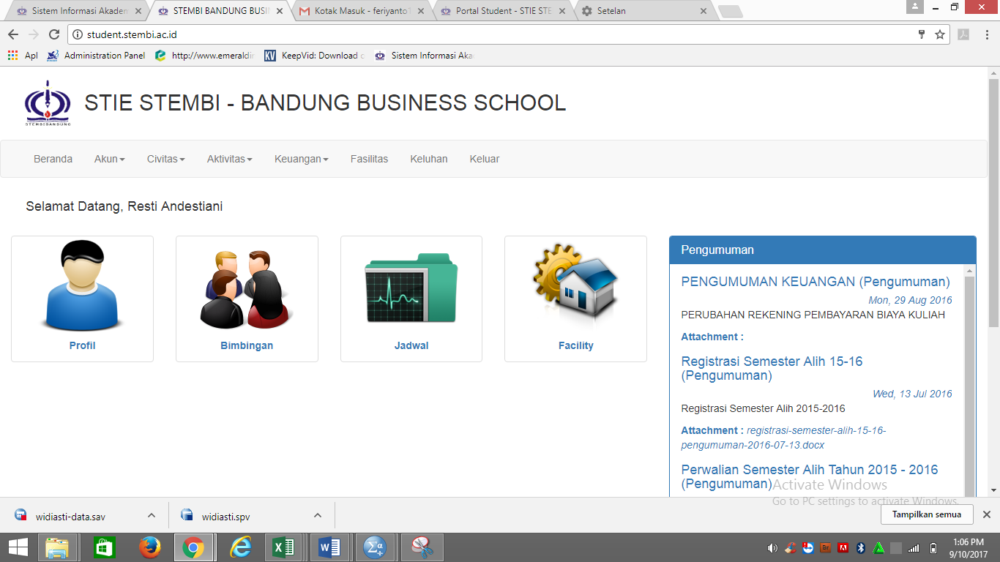 Sistem Informasi Akadem
STEMBI BANDUNG BUSI
Kotak Masuk - feriyanto
Portal Student - STIE STE
Setelan
student.stembi.ac.id
Apl
Administration Panel
http://www.emeraldin
KeepVid: Download
Sistem Informasi Aka
STEMBIBANDUNG
STIE STEMBI - BANDUNG BUSINESS SCHOOL
Beranda Akun Civitas Aktivitas Keuangan Fasilitas Keluhan Keluar
Selamat Datang, Resti Andestiani
Profil
Bimbingan
Jadwal
Facility
Pengumuman
PENGUMUMAN KEUANGAN (Pengumuman)
Mon, 29 Aug 2016
PERUBAHAN REKENING PEMBAYARAN BIAYA KULIAH
Attachment :
Registrasi Semester Alih 15-16
(Pengumuman)
Wed, 13 Jul 2016
Registrasi Semester Alih 2015-2016
Attachment : registrasi-semester-alih-15-16-
pengumuman-2016-07-13.docx
Perwalian Semester Alih Tahun 2015 - 2016
(Pengumuman)
Activate Windows
Go to PC settings to activate Windows.
widiasti-data.sav
widiasti.spv
Tampilkan semua
Br
1:06 PM
9/10/2017